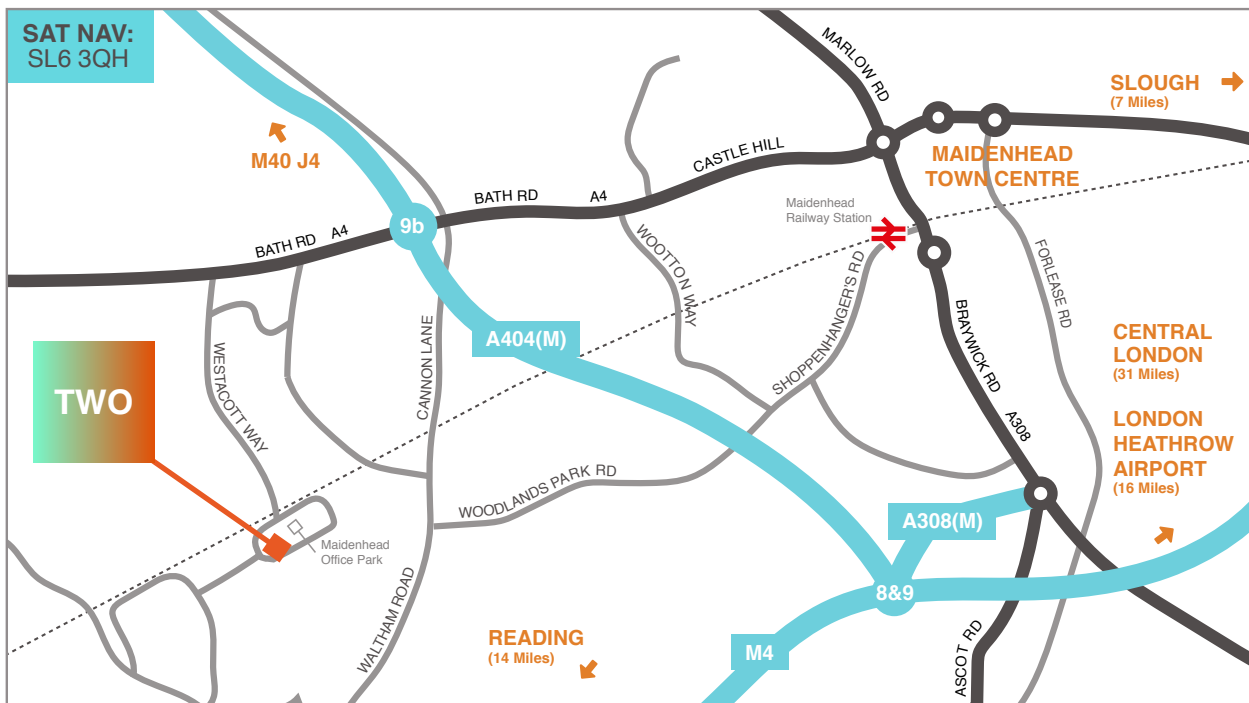 SAT NAV:
SL6 3QH
MARLOW RD
SLOUGH
(7 Miles)
M40 J4
CASTLE HILL
MAIDENHEAD
TOWN CENTRE
BATH RD
A4
Maidenhead
Railway Station
9b
BATH RD
A4
WOOTTON WAY
FORLEASE RD
SHOPPENHANGER'S RD
BRAYWICK RD
A308
A404(M)
CANNON LANE
WESTACOTT WAY
TWO
CENTRAL
LONDON
(31 Miles)
LONDON
HEATHROW
AIRPORT
(16 Miles)
WOODLANDS PARK RD
A308(M)
Maidenhead
Office Park
8&9
WALTHAM ROAD
READING
(14 Miles)
M4
ASCOT RD